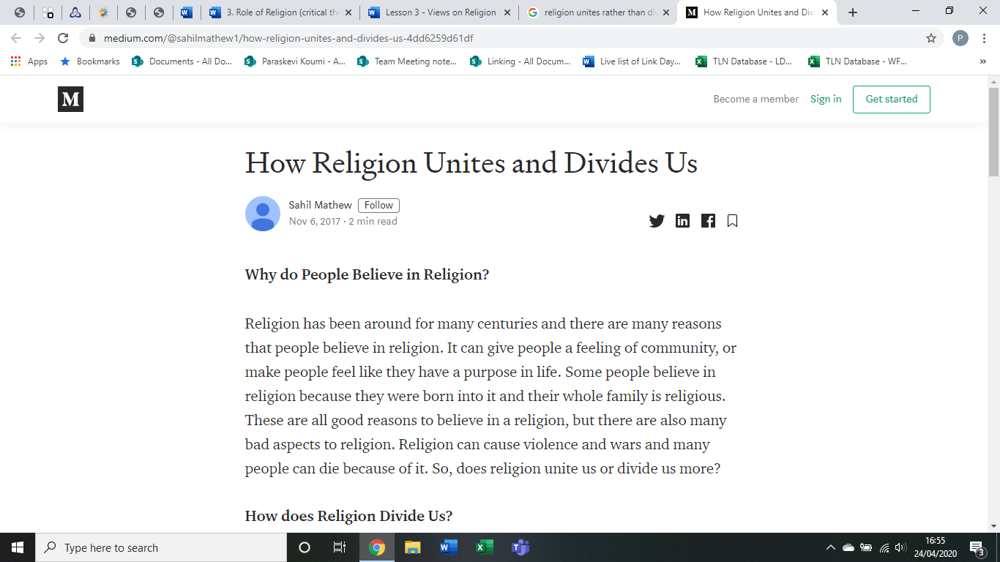 3. Role of Religion (critical th
Lesson 3 - Views on Religion
religion unites rather than di
How Religion Unites and Div
medium.com/@sahilmathew1/how-religion-unites-and-divides-us-4dd6259d61df
P
Apps
Bookmarks
Documents - All Do...
Paraskevi Koumi - A...
Team Meeting note...
Linking - All Docum...
Live list of Link Day...
TLN Database - LD...
TLN Database - WF...
M
Become a member
Sign in
Get started
How Religion Unites and Divides Us
Sahil Mathew
Follow
Nov 6, 2017 · 2 min read
Why do People Believe in Religion?
Religion has been around for many centuries and there are many reasons
that people believe in religion. It can give people a feeling of community, or
make people feel like they have a purpose in life. Some people believe in
religion because they were born into it and their whole family is religious.
These are all good reasons to believe in a religion, but there are also many
bad aspects to religion. Religion can cause violence and wars and many
people can die because of it. So, does religion unite us or divide us more?
How does Religion Divide Us?
Type here to search
16:55
24/04/2020
3